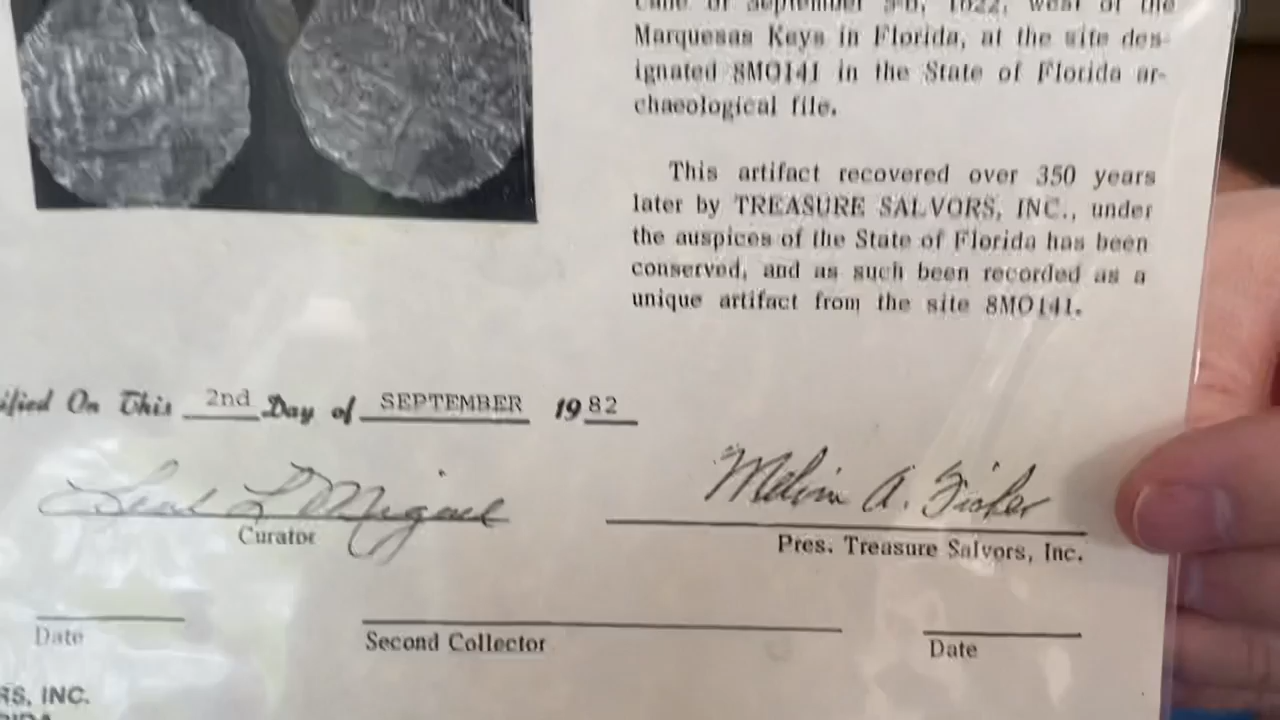 cane of September 5-6, 1622, west of the
Marquesas Keys in Florida, at the site des-
ignated 8MO141 in the State of Florida ar-
chaeological file.
This artifact recovered over 350 years
later by TREASURE SALVORS, INC., under
the auspices of the State of Florida has been
conserved, and as such been recorded as a
unique artifact from the site 8MO141.
ified On This 2nd Day of SEPTEMBER 1982
Melvin A. Fisher
Curator
Pres. Treasure Salvors, Inc.
Date
Second Collector
Date
RS, INC.